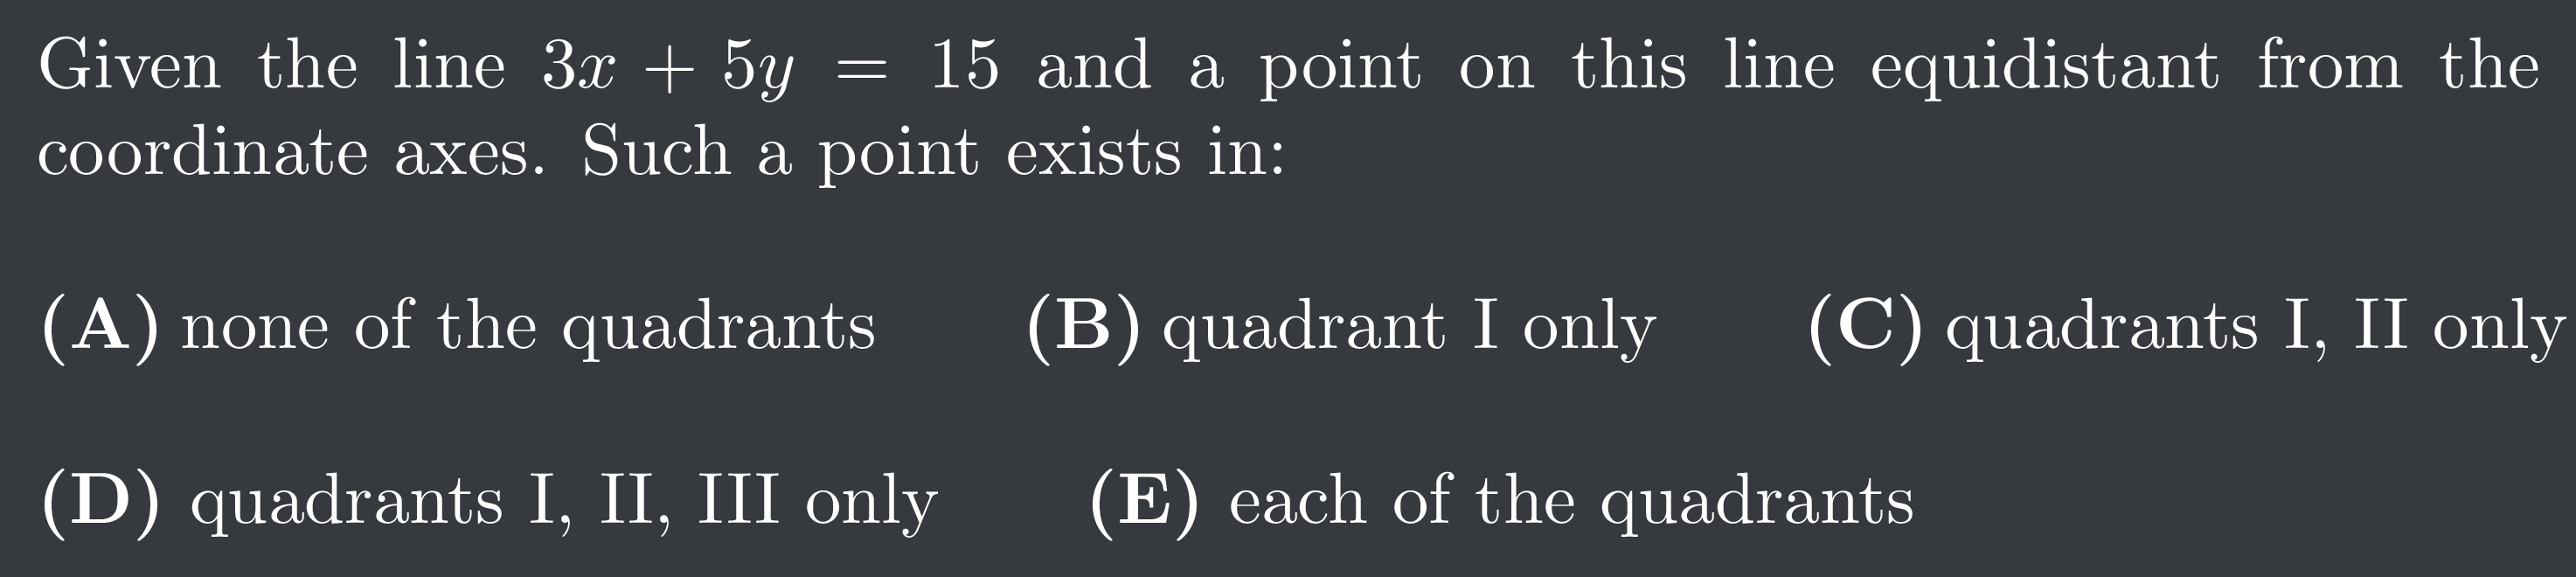 Given the line 3x + 5y = 15 and a point on this line equidistant from the
coordinate axes. Such a point exists in:
(A) none of the quadrants (B) quadrant I only (C) quadrants I, II only
(D) quadrants I, II, III only (E) each of the quadrants